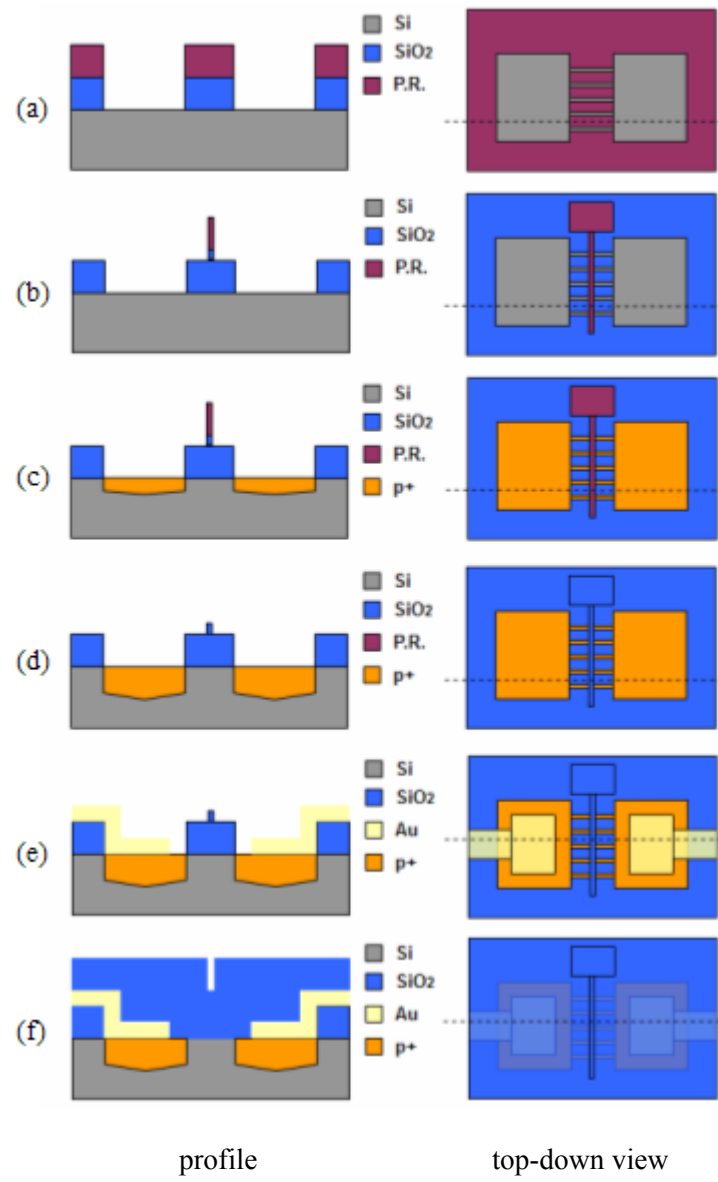 Si
SiO2
P.R.
(a)
Si
SiO2
P.R.
(b)
Si
SiO2
P.R.
p+
(c)
Si
SiO2
P.R.
p+
(d)
Si
SiO2
Au
p+
(e)
Si
SiO2
Au
p+
(f)
profile top-down view